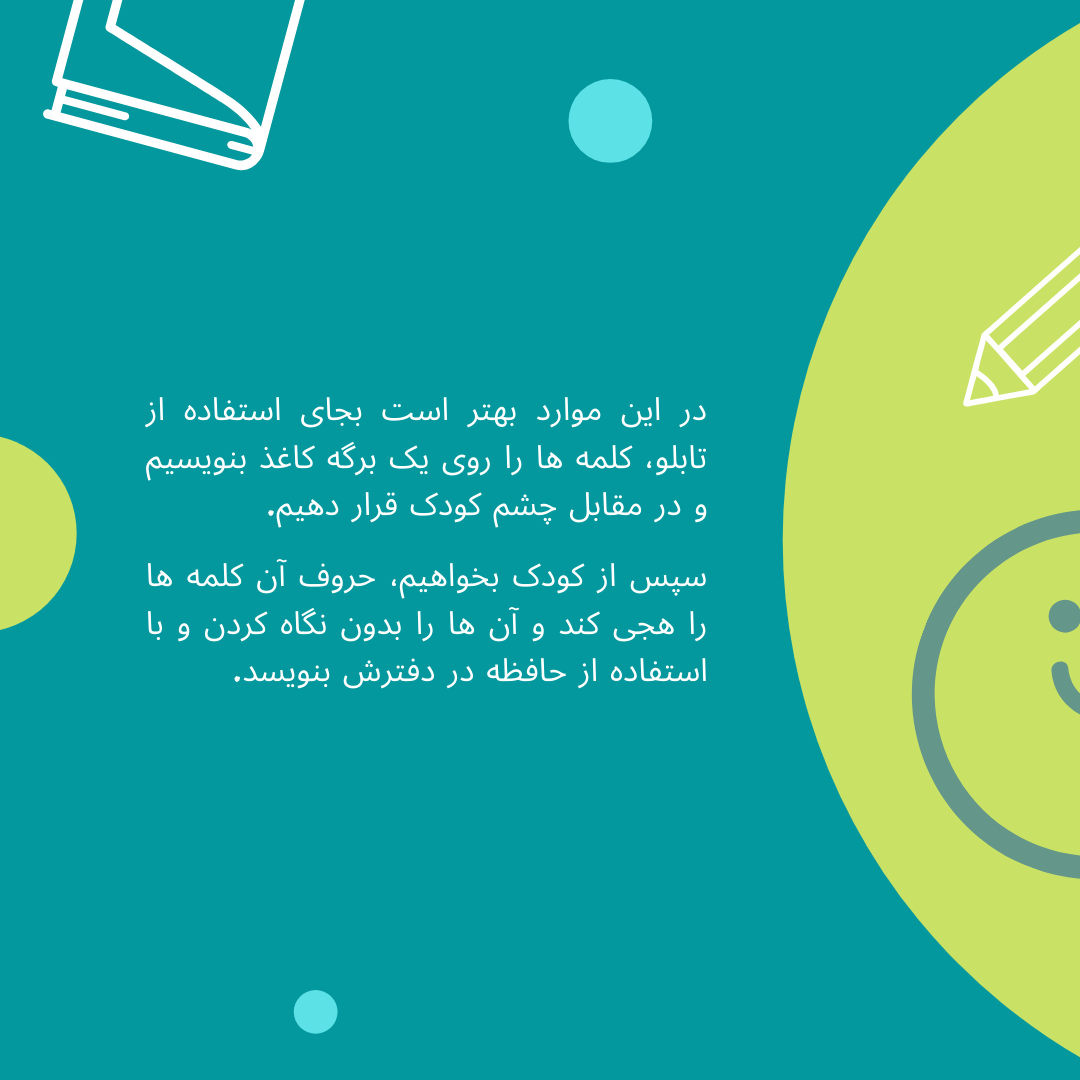 در این موارد بهتر است بجای استفاده از
تابلو، کلمه ها را روی یک برگه کاغذ بنویسیم
و در مقابل چشم کودک قرار دهیم.
سپس از کودک بخواهیم، حروف آن کلمه ها
را هجی کند و آن ها را بدون نگاه کردن و با
استفاده از حافظه در دفترش بنویسد.